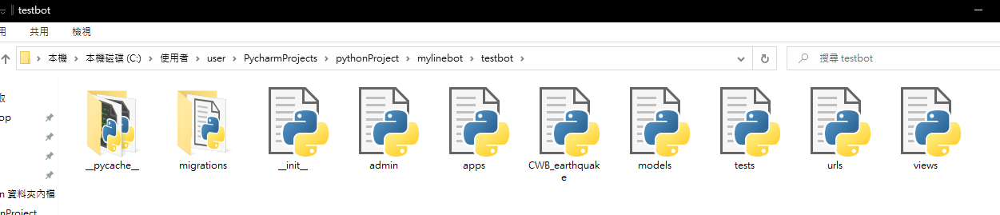 testbot
用 共用 檢視
本機 > 本機磁碟 (C:) > 使用者 > user > PycharmProjects > pythonProject > mylinebot > testbot >
搜尋 testbot
取
op
n 資料夾內檔
nProject
__pycache__
migrations
__init__
admin
apps
CWB_earthquak
e
models
tests
urls
views